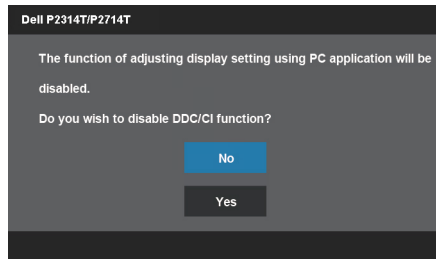 Dell P2314T/P2714T
The function of adjusting display setting using PC application will be
disabled.
Do you wish to disable DDC/CI function?
No
Yes